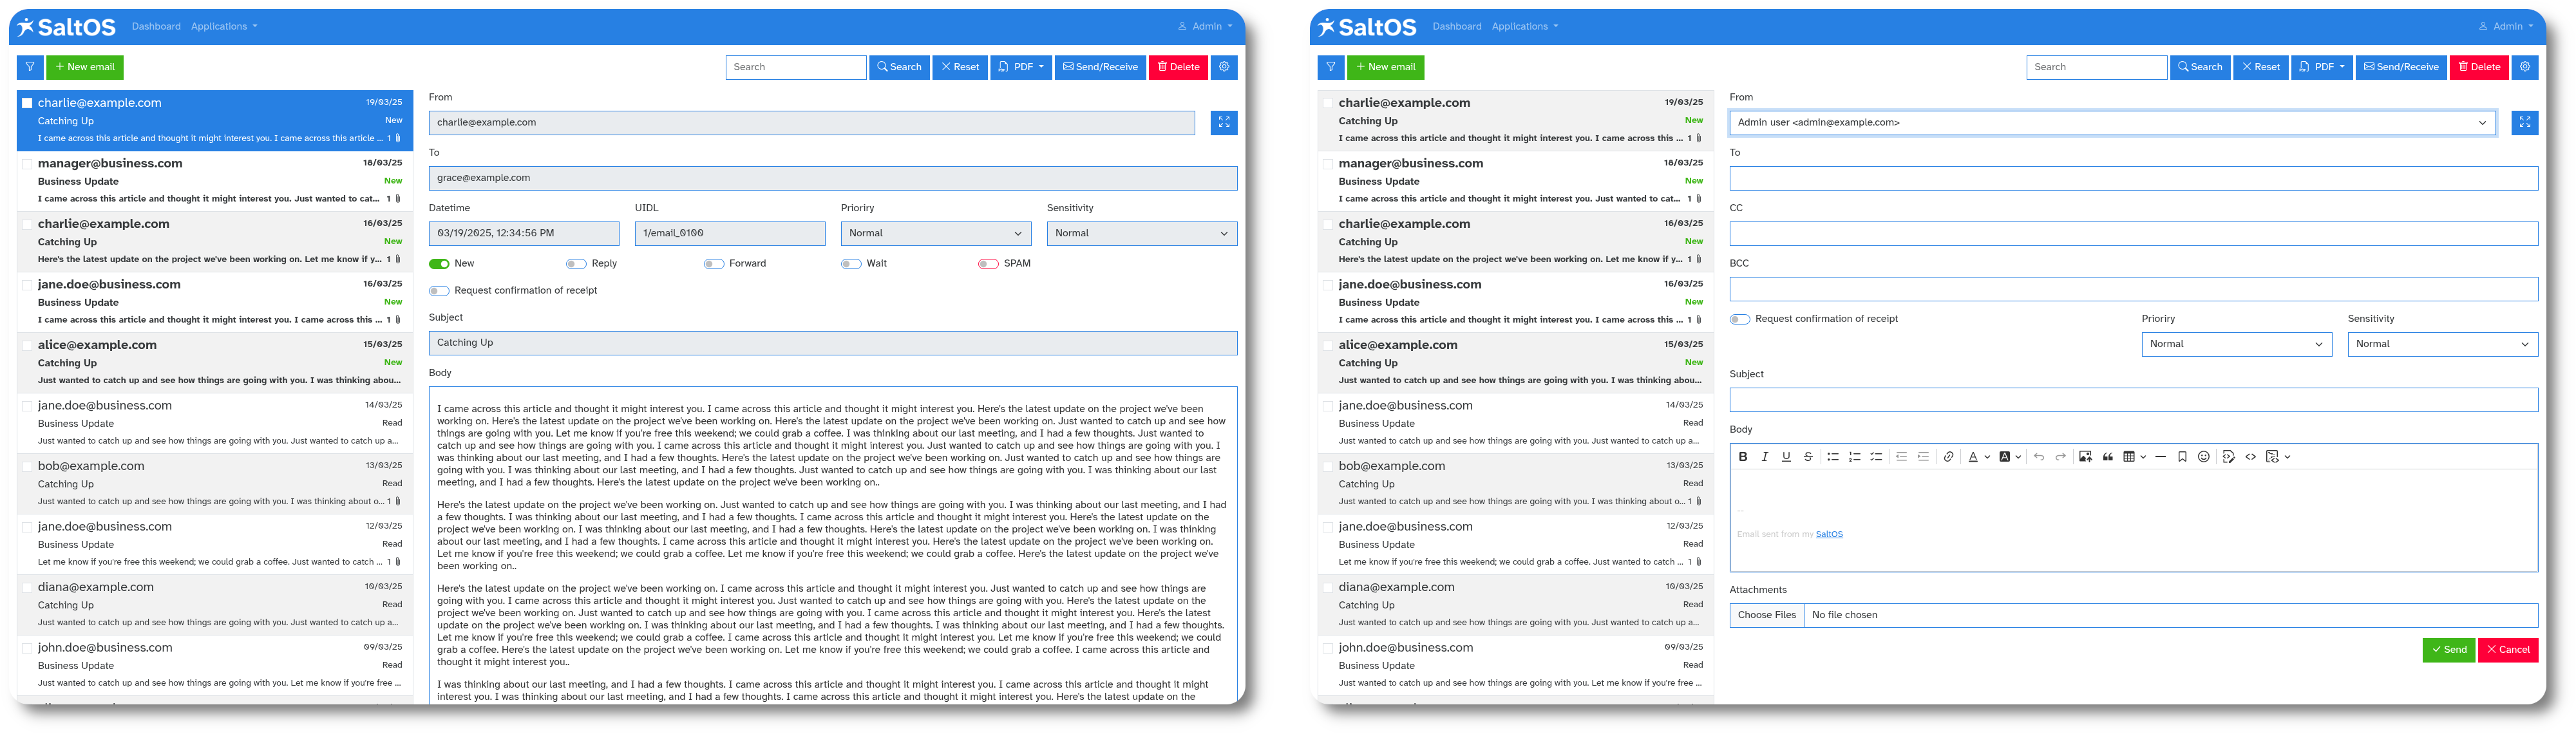 SaltOS Dashboard Applications Admin
New email Search Search Reset PDF Send/Receive Delete
charlie@example.com 19/03/25
Catching Up New
I came across this article and thought it might interest you. I came across this article ... 1
manager@business.com 18/03/25
Business Update New
I came across this article and thought it might interest you. Just wanted to cat... 1
charlie@example.com 16/03/25
Catching Up New
Here's the latest update on the project we've been working on. Let me know if y... 1
jane.doe@business.com 16/03/25
Business Update New
I came across this article and thought it might interest you. I came across this ... 1
alice@example.com 15/03/25
Catching Up New
Just wanted to catch up and see how things are going with you. I was thinking abou...
jane.doe@business.com 14/03/25
Business Update Read
Just wanted to catch up and see how things are going with you. Just wanted to catch up a...
bob@example.com 13/03/25
Catching Up Read
Just wanted to catch up and see how things are going with you. I was thinking about o... 1
jane.doe@business.com 12/03/25
Business Update Read
Let me know if you're free this weekend; we could grab a coffee. Just wanted to catch ... 1
diana@example.com 10/03/25
Catching Up Read
Just wanted to catch up and see how things are going with you. Just wanted to catch up a...
john.doe@business.com 09/03/25
Business Update Read
Just wanted to catch up and see how things are going with you. Let me know if you're free ...
From
charlie@example.com
To
grace@example.com
Datetime UIDL Prioriry Sensitivity
03/19/2025, 12:34:56 PM 1/email_0100 Normal Normal
New Reply Forward Wait SPAM
Request confirmation of receipt
Subject
Catching Up
Body
I came across this article and thought it might interest you. I came across this article and thought it might interest you. Here's the latest update on the project we've been
working on. Here's the latest update on the project we've been working on. Here's the latest update on the project we've been working on. Just wanted to catch up and see how
things are going with you. Let me know if you're free this weekend; we could grab a coffee. I was thinking about our last meeting, and I had a few thoughts. Just wanted to
catch up and see how things are going with you. I came across this article and thought it might interest you. Just wanted to catch up and see how things are going with you. I
was thinking about our last meeting, and I had a few thoughts. Here's the latest update on the project we've been working on. Just wanted to catch up and see how things are
going with you. I was thinking about our last meeting, and I had a few thoughts. Just wanted to catch up and see how things are going with you. I was thinking about our last
meeting, and I had a few thoughts. Here's the latest update on the project we've been working on..
Here's the latest update on the project we've been working on. Just wanted to catch up and see how things are going with you. I was thinking about our last meeting, and I had
a few thoughts. I was thinking about our last meeting, and I had a few thoughts. I came across this article and thought it might interest you. Here's the latest update on the
project we've been working on. I was thinking about our last meeting, and I had a few thoughts. Here's the latest update on the project we've been working on. I was thinking
about our last meeting, and I had a few thoughts. I came across this article and thought it might interest you. Here's the latest update on the project we've been working on.
Let me know if you're free this weekend; we could grab a coffee. Let me know if you're free this weekend; we could grab a coffee. Here's the latest update on the project we've
been working on..
Here's the latest update on the project we've been working on. I came across this article and thought it might interest you. Just wanted to catch up and see how things are
going with you. I came across this article and thought it might interest you. Just wanted to catch up and see how things are going with you. Here's the latest update on the
project we've been working on. Just wanted to catch up and see how things are going with you. I came across this article and thought it might interest you. Here's the latest
update on the project we've been working on. I was thinking about our last meeting, and I had a few thoughts. I was thinking about our last meeting, and I had a few thoughts.
Let me know if you're free this weekend; we could grab a coffee. I came across this article and thought it might interest you. Let me know if you're free this weekend; we could
grab a coffee. Here's the latest update on the project we've been working on. Let me know if you're free this weekend; we could grab a coffee. I came across this article and
thought it might interest you..
I was thinking about our last meeting, and I had a few thoughts. I came across this article and thought it might interest you. I came across this article and thought it might
interest you. I came across this article and thought it might interest you. I was thinking about our last meeting, and I had a few thoughts. Here's the latest update on the
SaltOS Dashboard Applications Admin
New email Search Search Reset PDF Send/Receive Delete
charlie@example.com 19/03/25
Catching Up New
I came across this article and thought it might interest you. I came across this ... 1
manager@business.com 18/03/25
Business Update New
I came across this article and thought it might interest you. Just wanted to cat... 1
charlie@example.com 16/03/25
Catching Up New
Here's the latest update on the project we've been working on. Let me know if y... 1
jane.doe@business.com 16/03/25
Business Update New
I came across this article and thought it might interest you. I came across this ... 1
alice@example.com 15/03/25
Catching Up New
Just wanted to catch up and see how things are going with you. I was thinking abou...
jane.doe@business.com 14/03/25
Business Update Read
Just wanted to catch up and see how things are going with you. Just wanted to catch up a...
bob@example.com 13/03/25
Catching Up Read
Just wanted to catch up and see how things are going with you. I was thinking about o... 1
jane.doe@business.com 12/03/25
Business Update Read
Let me know if you're free this weekend; we could grab a coffee. Just wanted to catch ... 1
diana@example.com 10/03/25
Catching Up Read
Just wanted to catch up and see how things are going with you. Just wanted to catch up a...
john.doe@business.com 09/03/25
Business Update Read
Just wanted to catch up and see how things are going with you. Let me know if you're free ...
From
Admin user <admin@example.com>
To
CC
BCC
Request confirmation of receipt Prioriry Sensitivity
Normal Normal
Subject
Body
--
Email sent from my SaltOS
Attachments
Choose Files No file chosen
Send Cancel